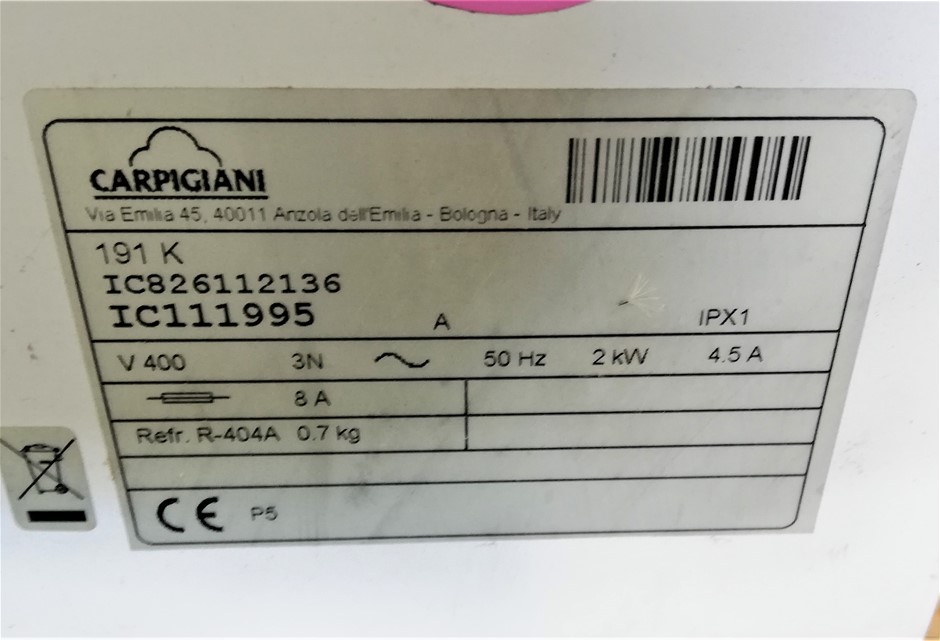 CARPIGIANI
Via Emilia 45, 40011 Anzola dell'Emilia - Bologna - Italy
191 K
IC826112136
IC111995
A IPX1
V 400 3N 50 Hz 2 kW 4.5 A
8 A
Refr. R-404A 0.7 kg
CE P5